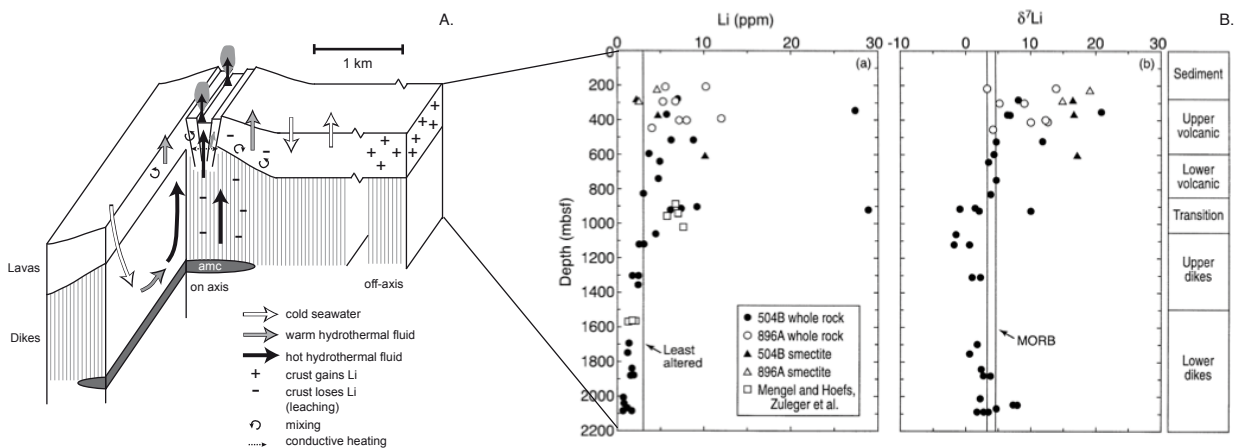 A.
1 km
Lavas
Dikes
amc
on axis
off-axis
cold seawater
warm hydrothermal fluid
hot hydrothermal fluid
+ crust gains Li
- crust loses Li
(leaching)
mixing
conductive heating
Li (ppm)
0 10 20 30
(a)
Depth (mbsf)
0
200
400
600
800
1000
1200
1400
1600
1800
2000
2200
504B whole rock
896A whole rock
504B smectite
896A smectite
Mengel and Hoefs,
Zuleger et al.
Least
altered
δ⁷Li
-10 0 10 20 30
(b)
MORB
B.
Sediment
Upper
volcanic
Lower
volcanic
Transition
Upper
dikes
Lower
dikes